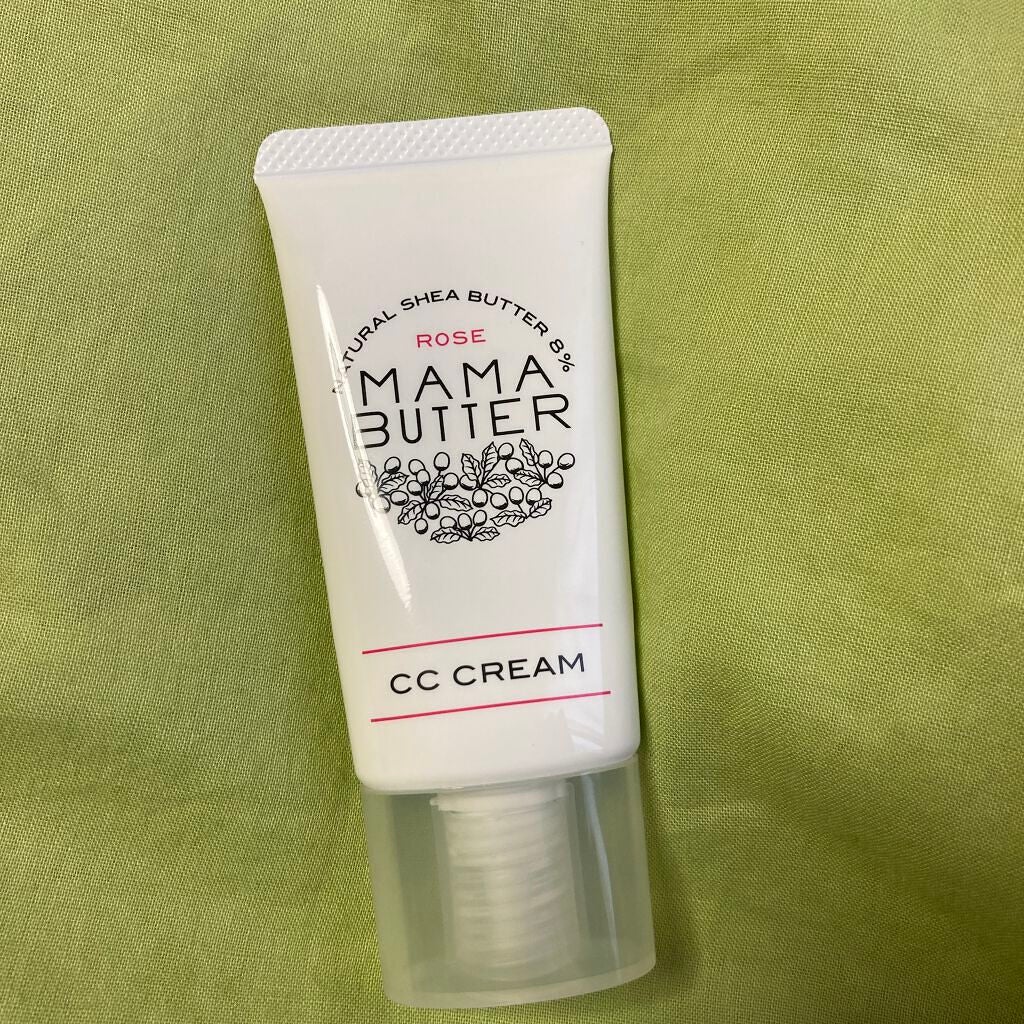 NATURAL SHEA BUTTER 8%
ROSE
MAMA
BUTTER
CC CREAM